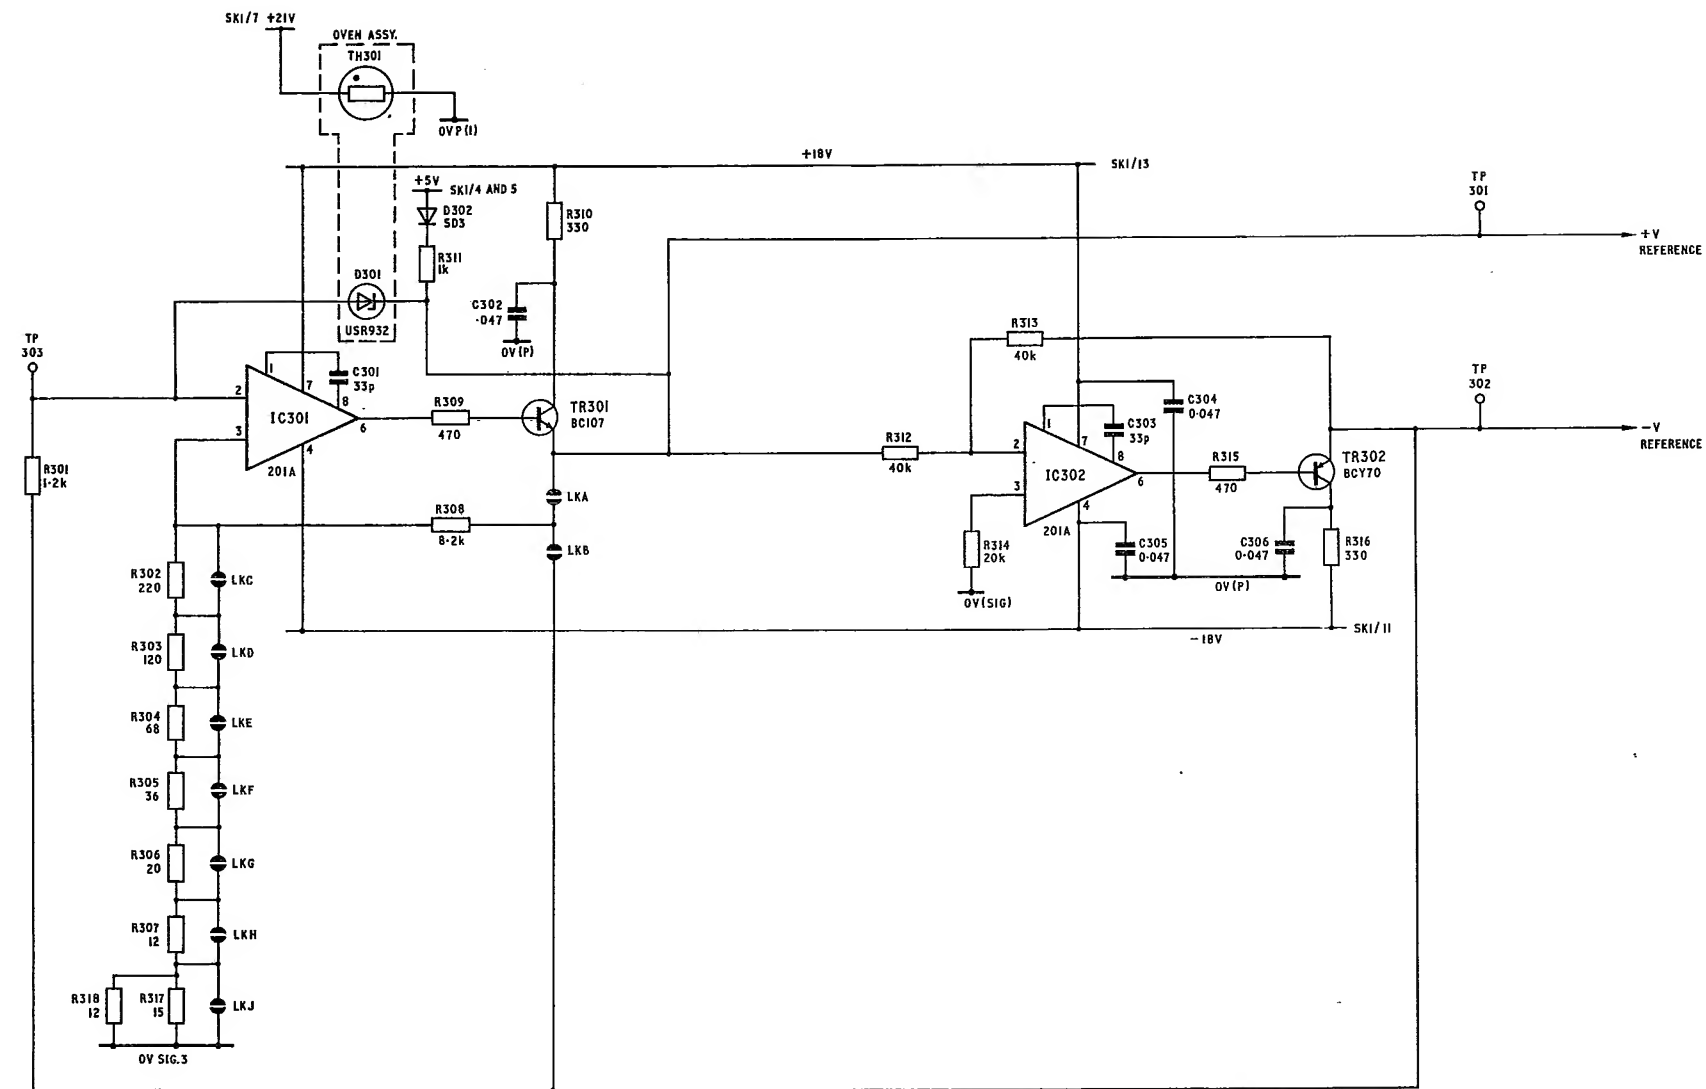 SK1/7 +21V
OVEN ASSY.
TH301
0VP(1)
+18V
SK1/13
+5V
SK1/4 AND 5
D302
SD3
R310
330
R311
1k
TP
301
+V
REFERENCE
D301
USR932
C302
·047
0V(P)
TP
303
1
C301
33p
7
8
2
IC301
6
3
4
201A
R309
470
TR301
BC107
R313
40k
C304
0·047
TP
302
-V
REFERENCE
R312
40k
1
C303
33p
7
8
2
IC302
6
3
4
201A
R315
470
TR302
BCY70
R301
1·2k
LKA
R308
8·2k
LKB
R314
20k
0V(SIG)
C305
0·047
C306
0·047
R316
330
0V(P)
R302
220
LKC
-18V
SK1/11
R303
120
LKD
R304
68
LKE
R305
36
LKF
R306
20
LKG
R307
12
LKH
R318
12
R317
15
LKJ
0V SIG.3